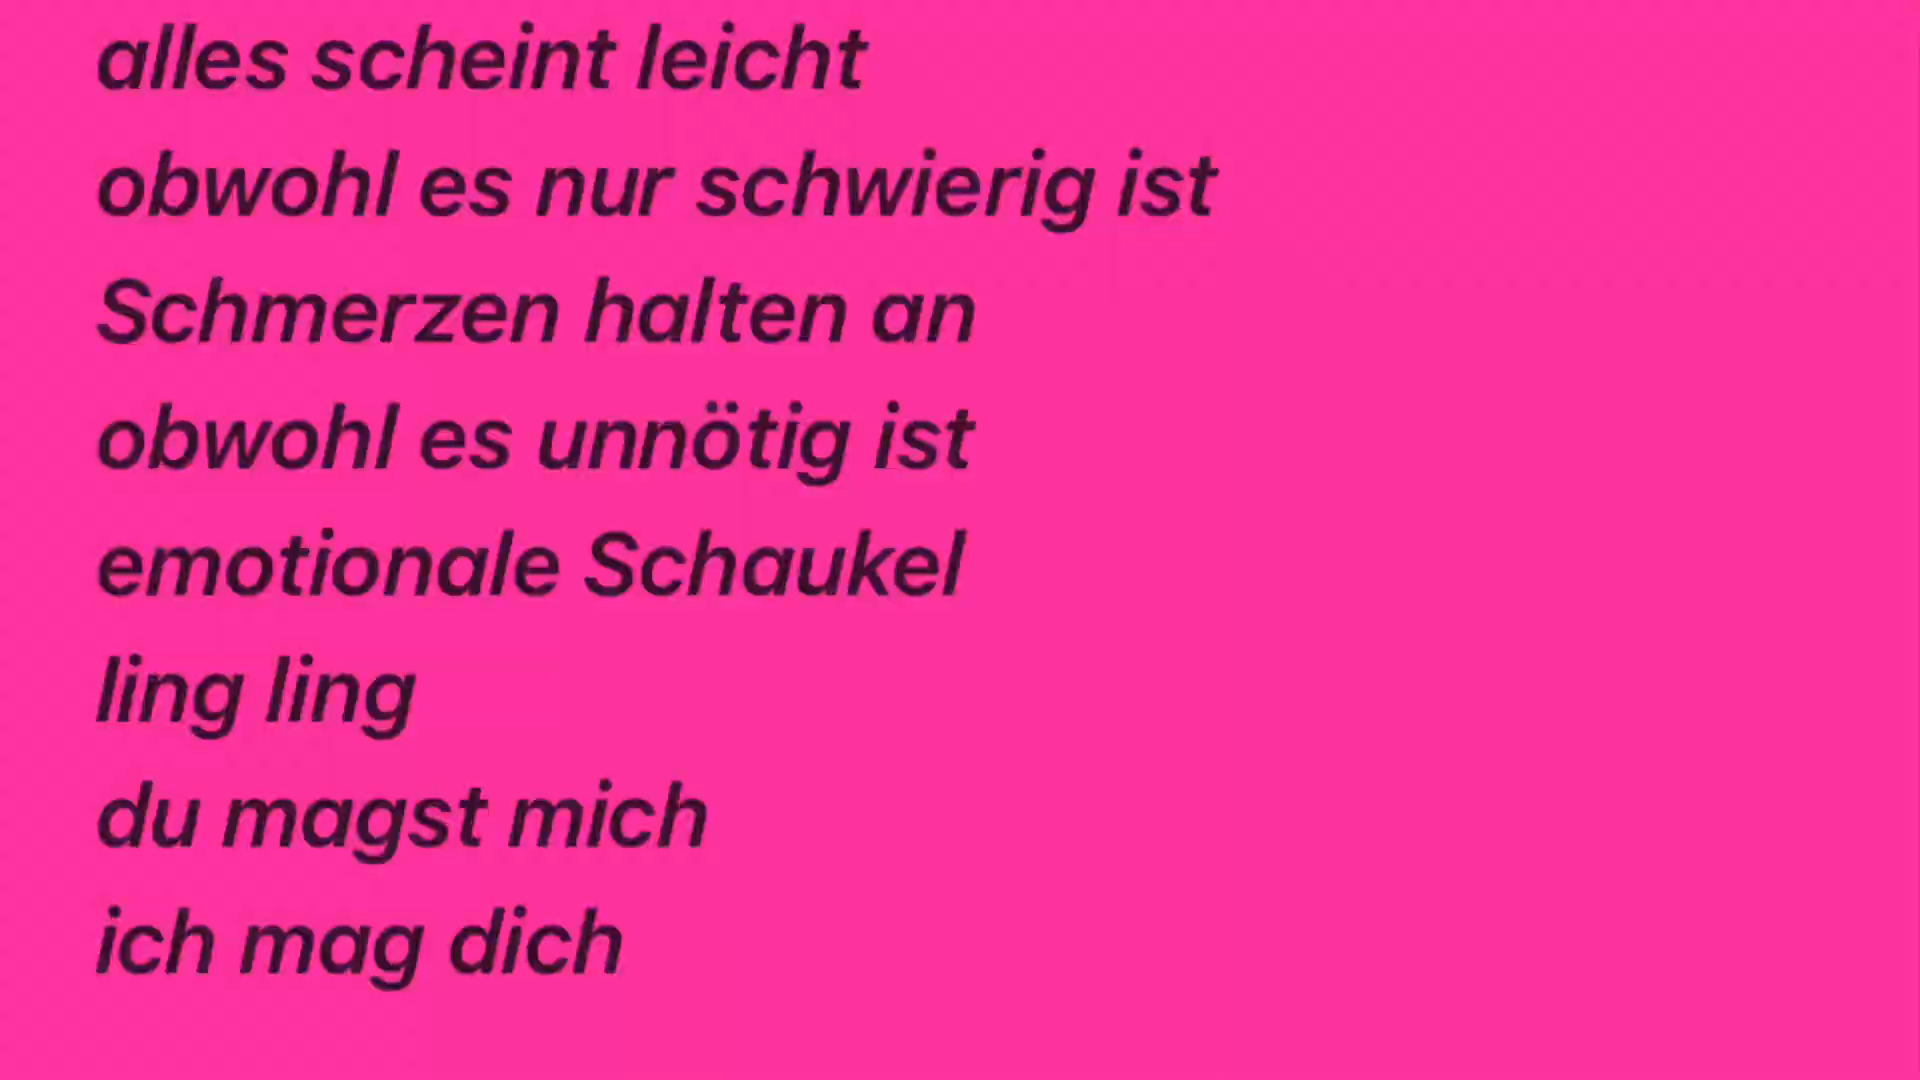 alles scheint leicht
obwohl es nur schwierig ist
Schmerzen halten an
obwohl es unnötig ist
emotionale Schaukel
ling ling
du magst mich
ich mag dich